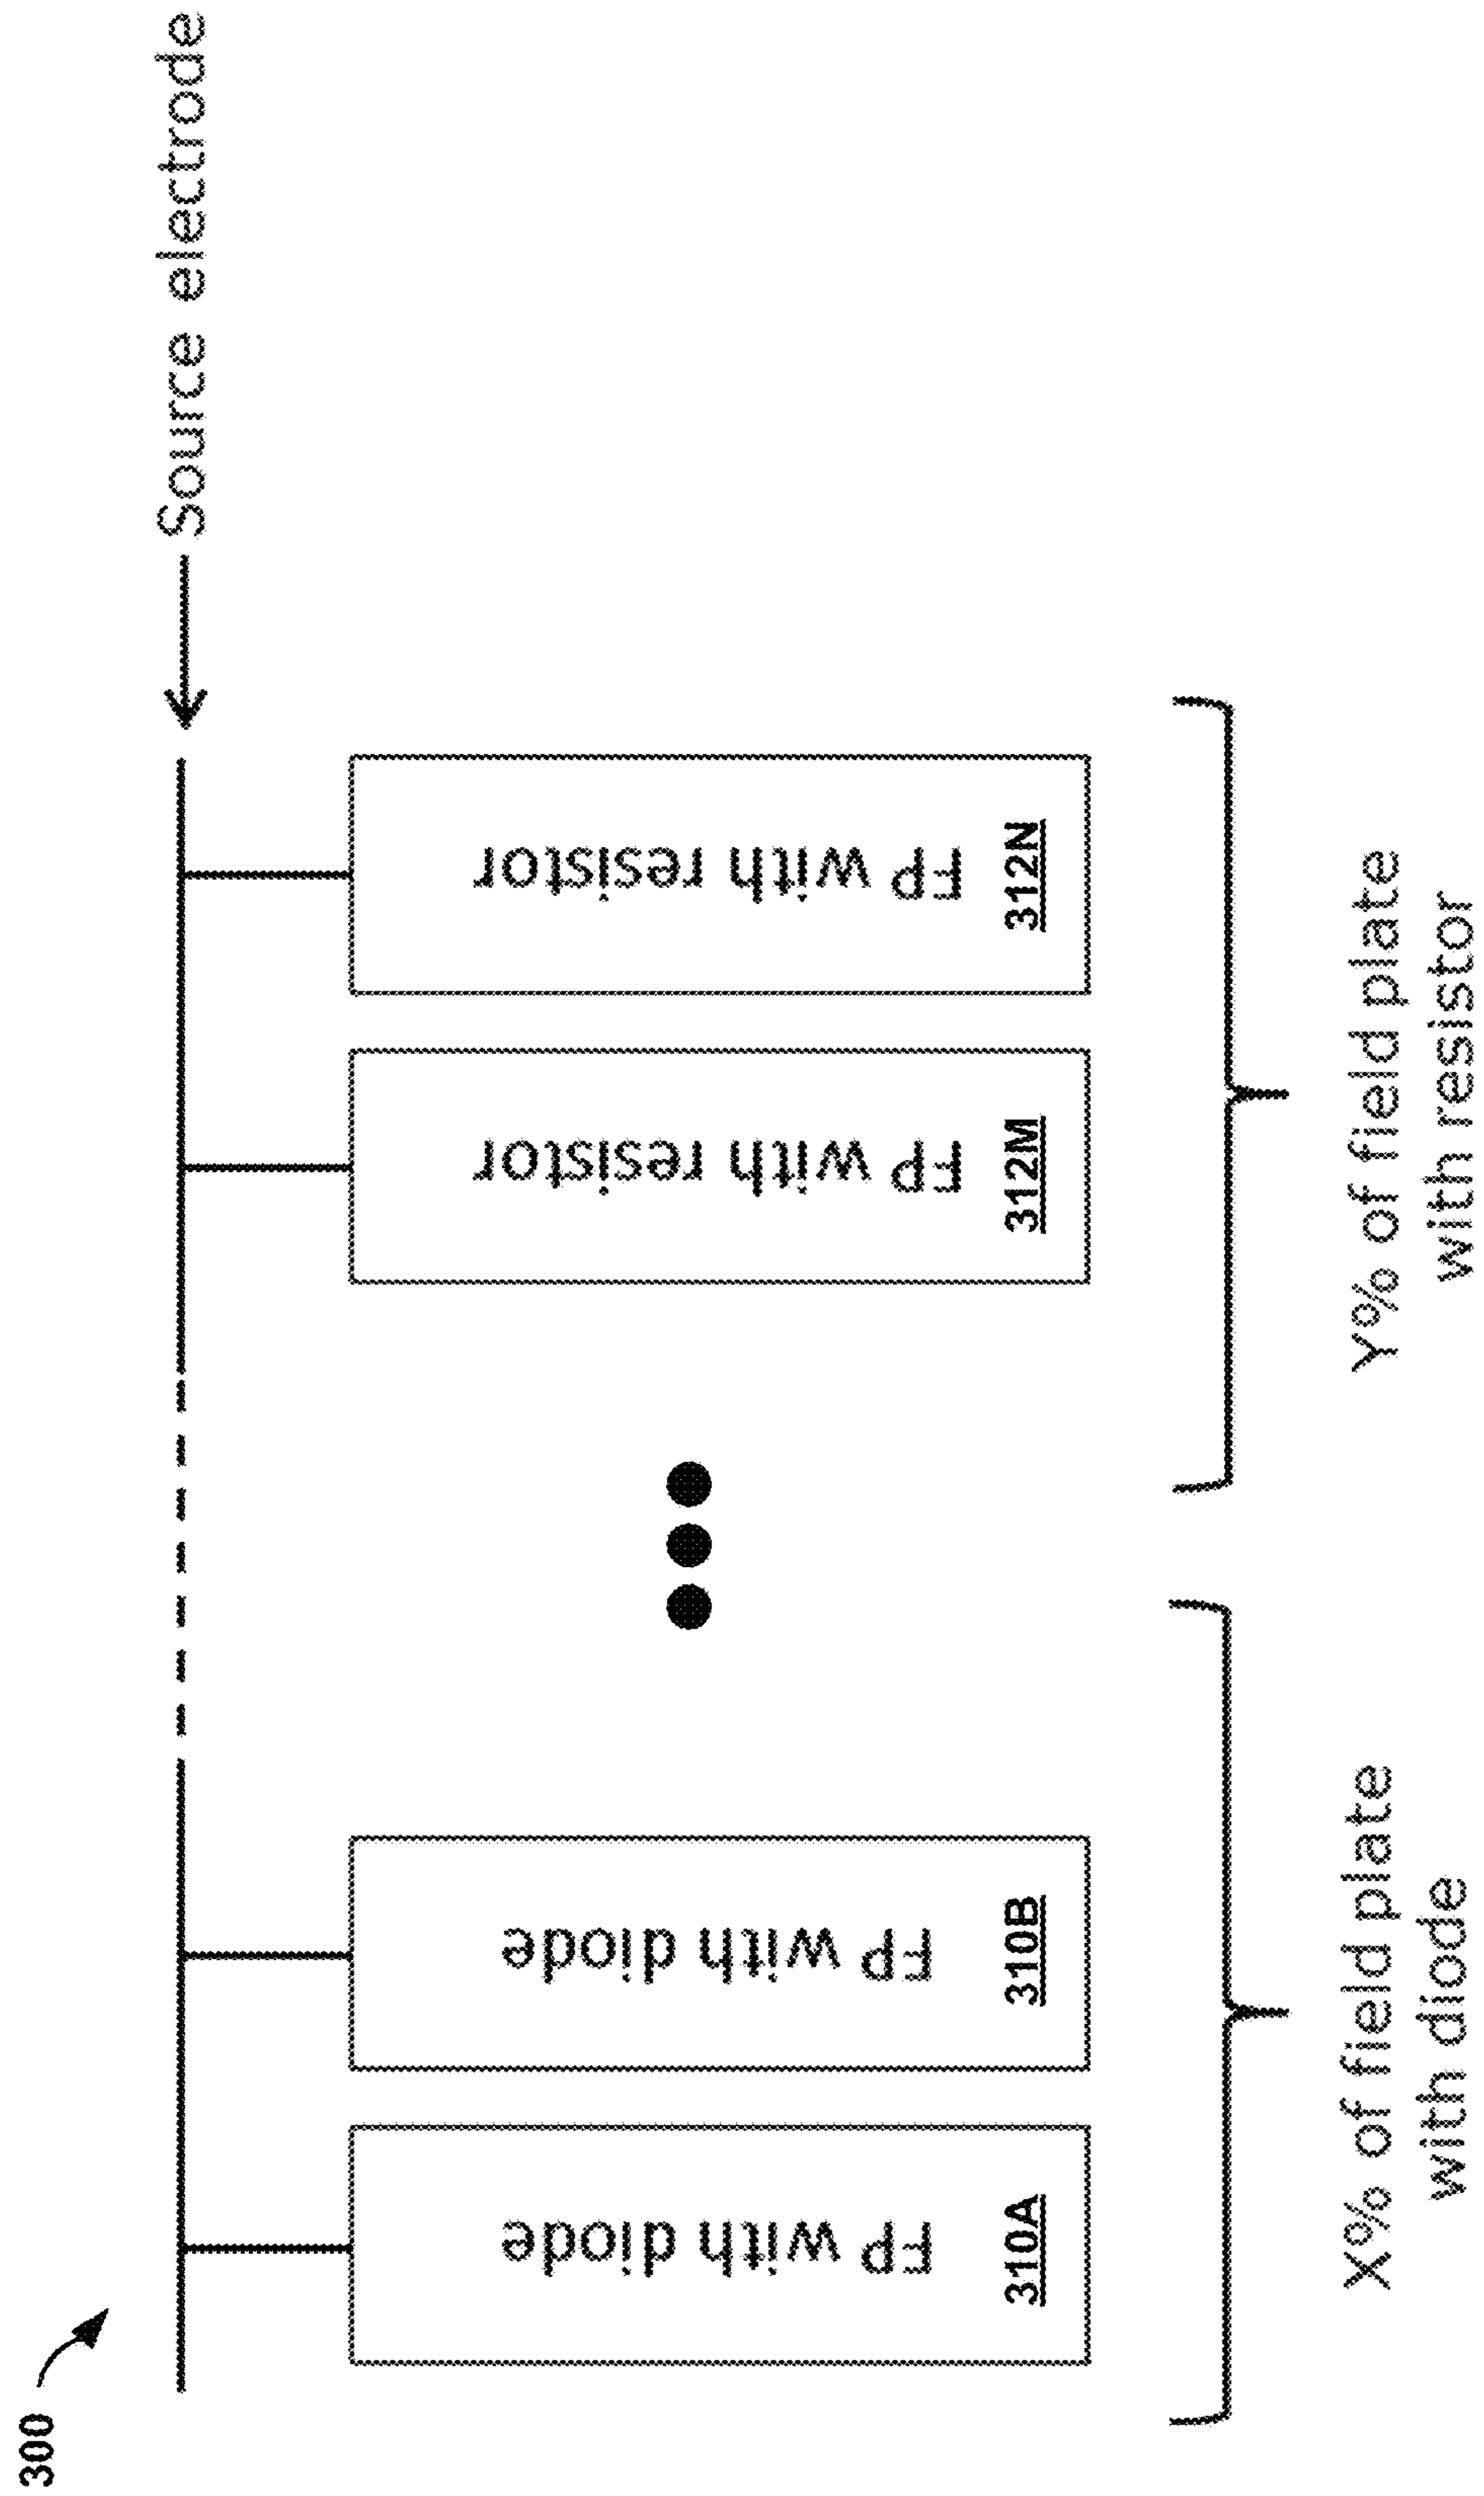 300
Source electrode
FP with diode
310A
FP with diode
310B
FP with resistor
312M
FP with resistor
312N
X% of field plate
with diode
Y% of field plate
with resistor